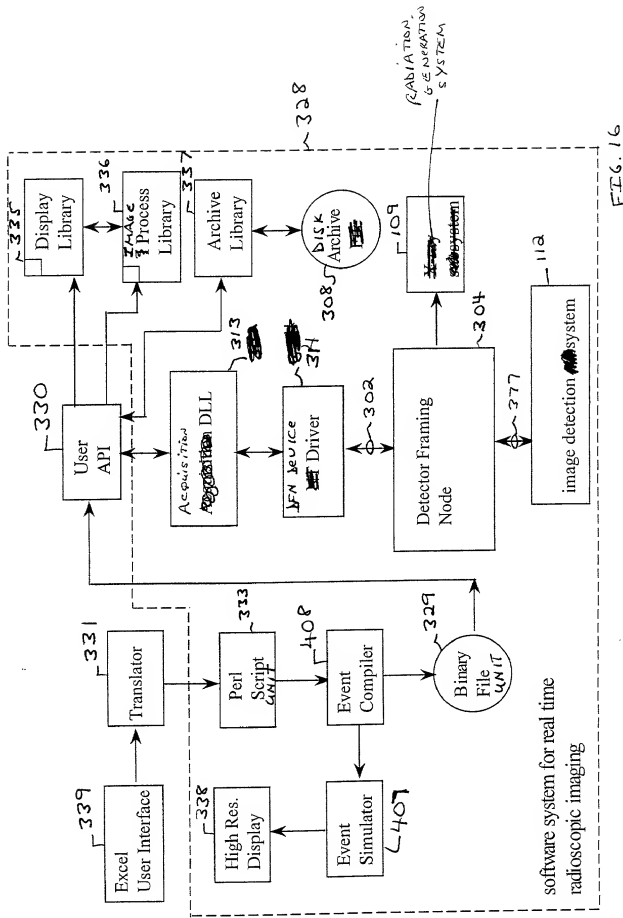 339
Excel
User Interface
331
Translator
330
User
API
335
Display
Library
IMAGE
Process
Library
336
Archive
Library
337
328
DISK
Archive
308
333
Perl
Script
UNIT
ACQUISITION
DLL
313
338
High Res.
Display
408
Event
Compiler
DFN DEVICE
Driver
311
302
Event
Simulator
407
329
Binary
File
UNIT
Detector Framing
Node
304
109
RADIATION
GENERATION
SYSTEM
377
image detection system
112
software system for real time
radioscopic imaging
FIG. 16